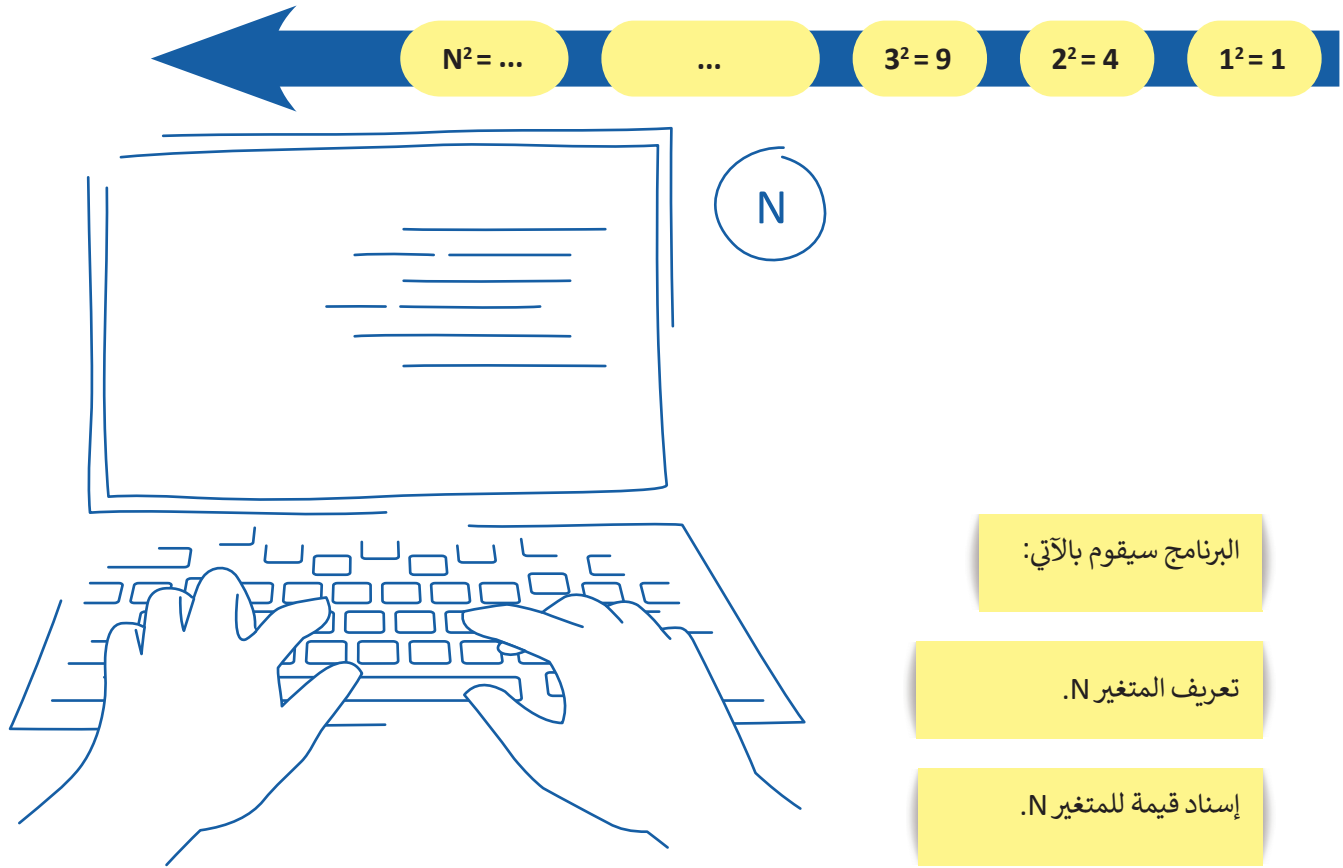 1² = 1
2² = 4
3² = 9
...
N² = ...
N
البرنامج سيقوم بالآتي:
تعريف المتغير N.
إسناد قيمة للمتغير N.